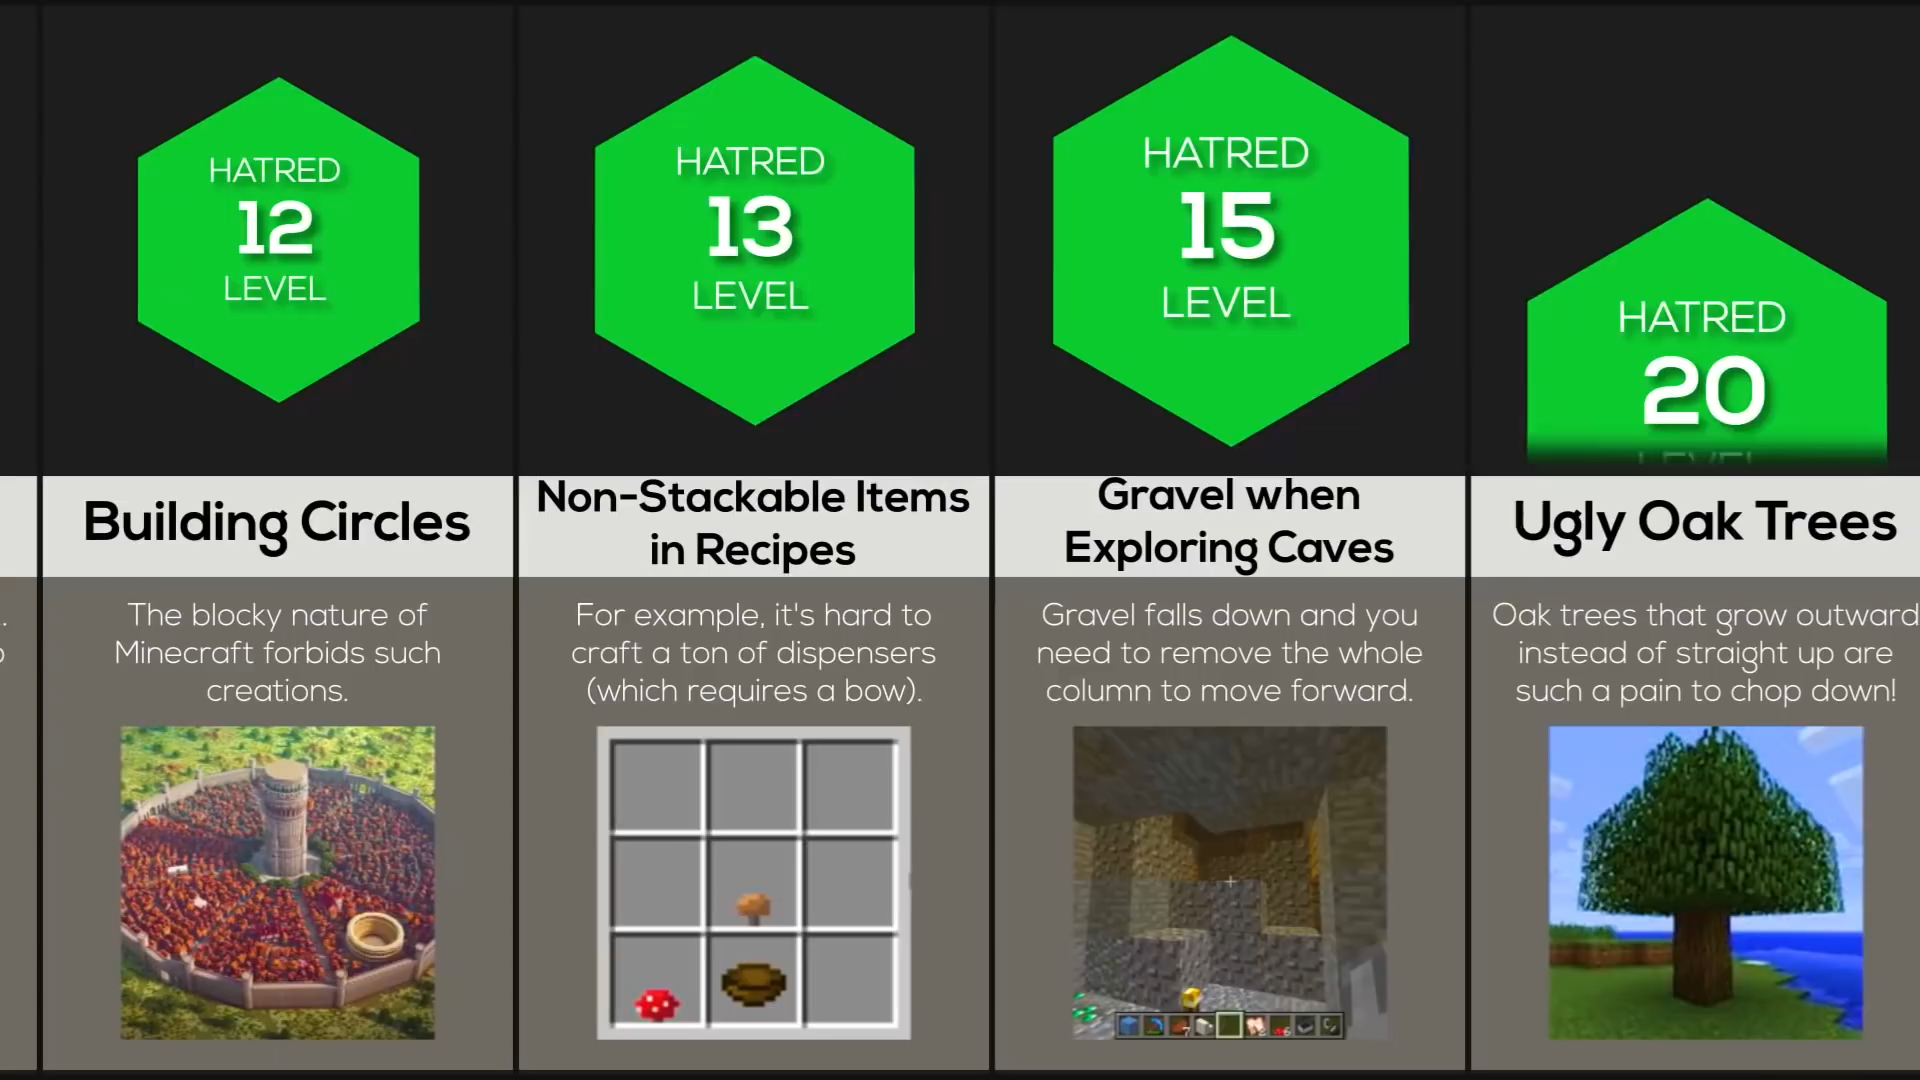 HATRED
12
LEVEL
Building Circles
The blocky nature of
Minecraft forbids such
creations.
HATRED
13
LEVEL
Non-Stackable Items
in Recipes
For example, it's hard to
craft a ton of dispensers
(which requires a bow).
HATRED
15
LEVEL
Gravel when
Exploring Caves
Gravel falls down and you
need to remove the whole
column to move forward.
HATRED
20
Ugly Oak Trees
Oak trees that grow outward
instead of straight up are
such a pain to chop down!